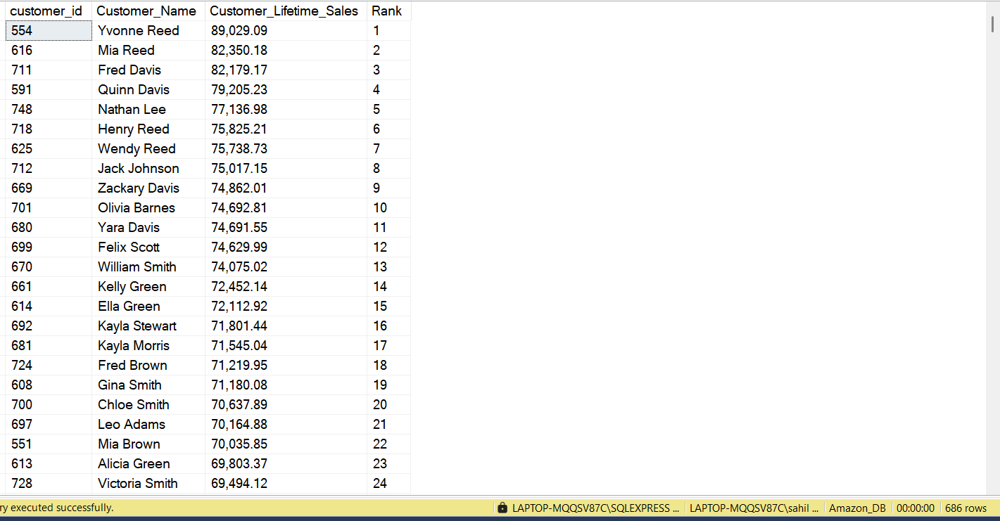 customer_id Customer_Name Customer_Lifetime_Sales Rank
554 Yvonne Reed 89,029.09 1
616 Mia Reed 82,350.18 2
711 Fred Davis 82,179.17 3
591 Quinn Davis 79,205.23 4
748 Nathan Lee 77,136.98 5
718 Henry Reed 75,825.21 6
625 Wendy Reed 75,738.73 7
712 Jack Johnson 75,017.15 8
669 Zackary Davis 74,862.01 9
701 Olivia Barnes 74,692.81 10
680 Yara Davis 74,691.55 11
699 Felix Scott 74,629.99 12
670 William Smith 74,075.02 13
661 Kelly Green 72,452.14 14
614 Ella Green 72,112.92 15
692 Kayla Stewart 71,801.44 16
681 Kayla Morris 71,545.04 17
724 Fred Brown 71,219.95 18
608 Gina Smith 71,180.08 19
700 Chloe Smith 70,637.89 20
697 Leo Adams 70,164.88 21
551 Mia Brown 70,035.85 22
613 Alicia Green 69,803.37 23
728 Victoria Smith 69,494.12 24
ry executed successfully. LAPTOP-MQQSV87C\SQLEXPRESS ... LAPTOP-MQQSV87C\sahil ... Amazon_DB 00:00:00 686 rows